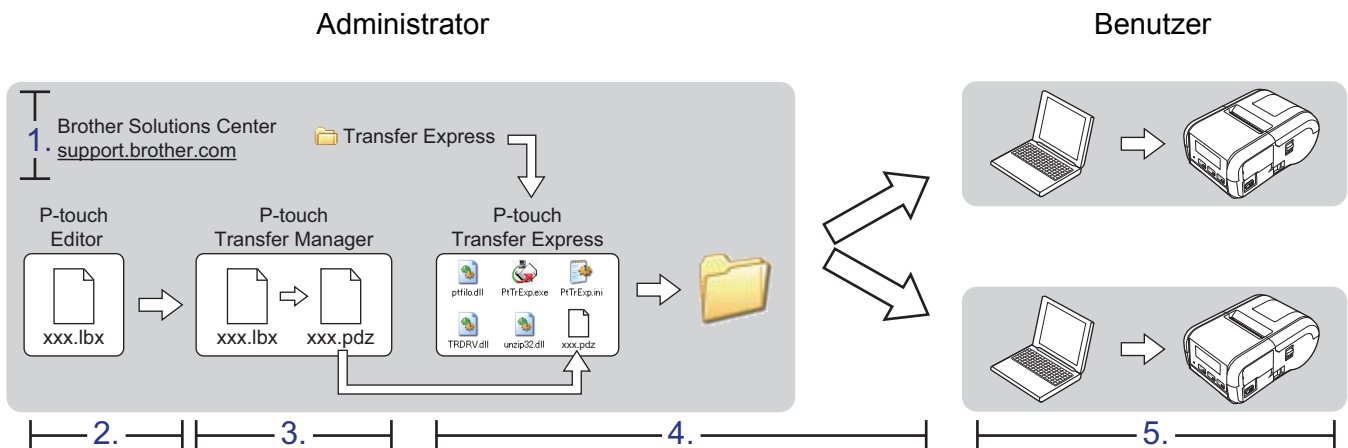 Administrator
Benutzer
1.
Brother Solutions Center
support.brother.com
Transfer Express
P-touch
Editor
xxx.lbx
P-touch
Transfer Manager
xxx.lbx
xxx.pdz
P-touch
Transfer Express
ptfilo.dll
PtTrExp.exe
PtTrExp.ini
TRDRV.dll
unzip32.dll
xxx.pdz
2.
3.
4.
5.